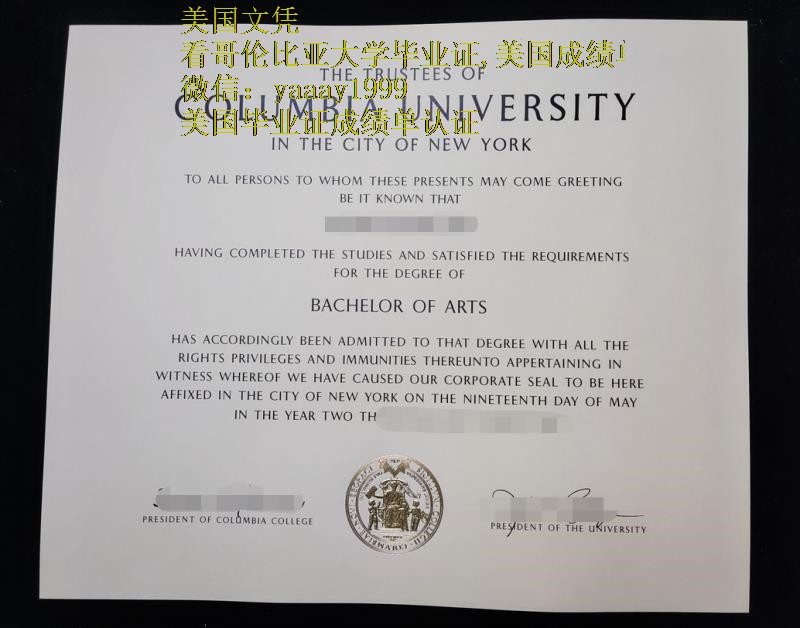 美国文凭
看哥伦比亚大学毕业证,美国成绩单
THE TRUSTEES OF
微信：yaaay1999
COLUMBIA UNIVERSITY
美国毕业证成绩单认证
IN THE CITY OF NEW YORK
TO ALL PERSONS TO WHOM THESE PRESENTS MAY COME GREETING
BE IT KNOWN THAT
HAVING COMPLETED THE STUDIES AND SATISFIED THE REQUIREMENTS
FOR THE DEGREE OF
BACHELOR OF ARTS
HAS ACCORDINGLY BEEN ADMITTED TO THAT DEGREE WITH ALL THE
RIGHTS PRIVILEGES AND IMMUNITIES THEREUNTO APPERTAINING IN
WITNESS WHEREOF WE HAVE CAUSED OUR CORPORATE SEAL TO BE HERE
AFFIXED IN THE CITY OF NEW YORK ON THE NINETEENTH DAY OF MAY
IN THE YEAR TWO TH
PRESIDENT OF COLUMBIA COLLEGE
PRESIDENT OF THE UNIVERSITY